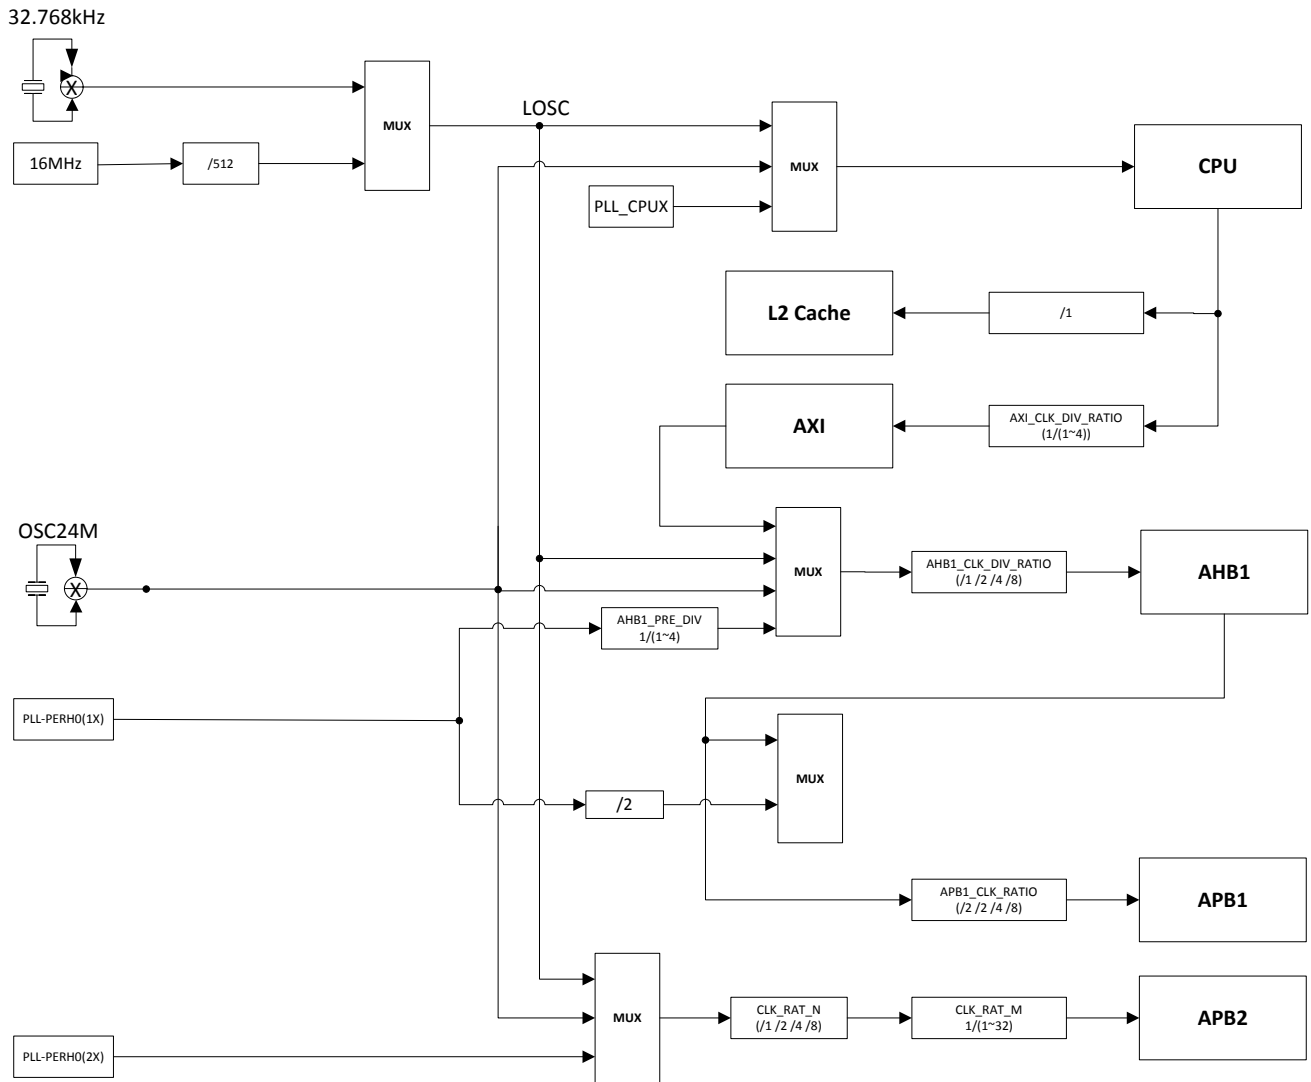 32.768kHz
MUX
LOSC
16MHz
/512
MUX
CPU
PLL_CPUX
L2 Cache
/1
AXI
AXI_CLK_DIV_RATIO
(1/(1~4))
OSC24M
MUX
AHB1_CLK_DIV_RATIO
(/1 /2 /4 /8)
AHB1
AHB1_PRE_DIV
1/(1~4)
PLL-PERH0(1X)
MUX
/2
APB1_CLK_RATIO
(/2 /2 /4 /8)
APB1
MUX
CLK_RAT_N
(/1 /2 /4 /8)
CLK_RAT_M
1/(1~32)
APB2
PLL-PERH0(2X)